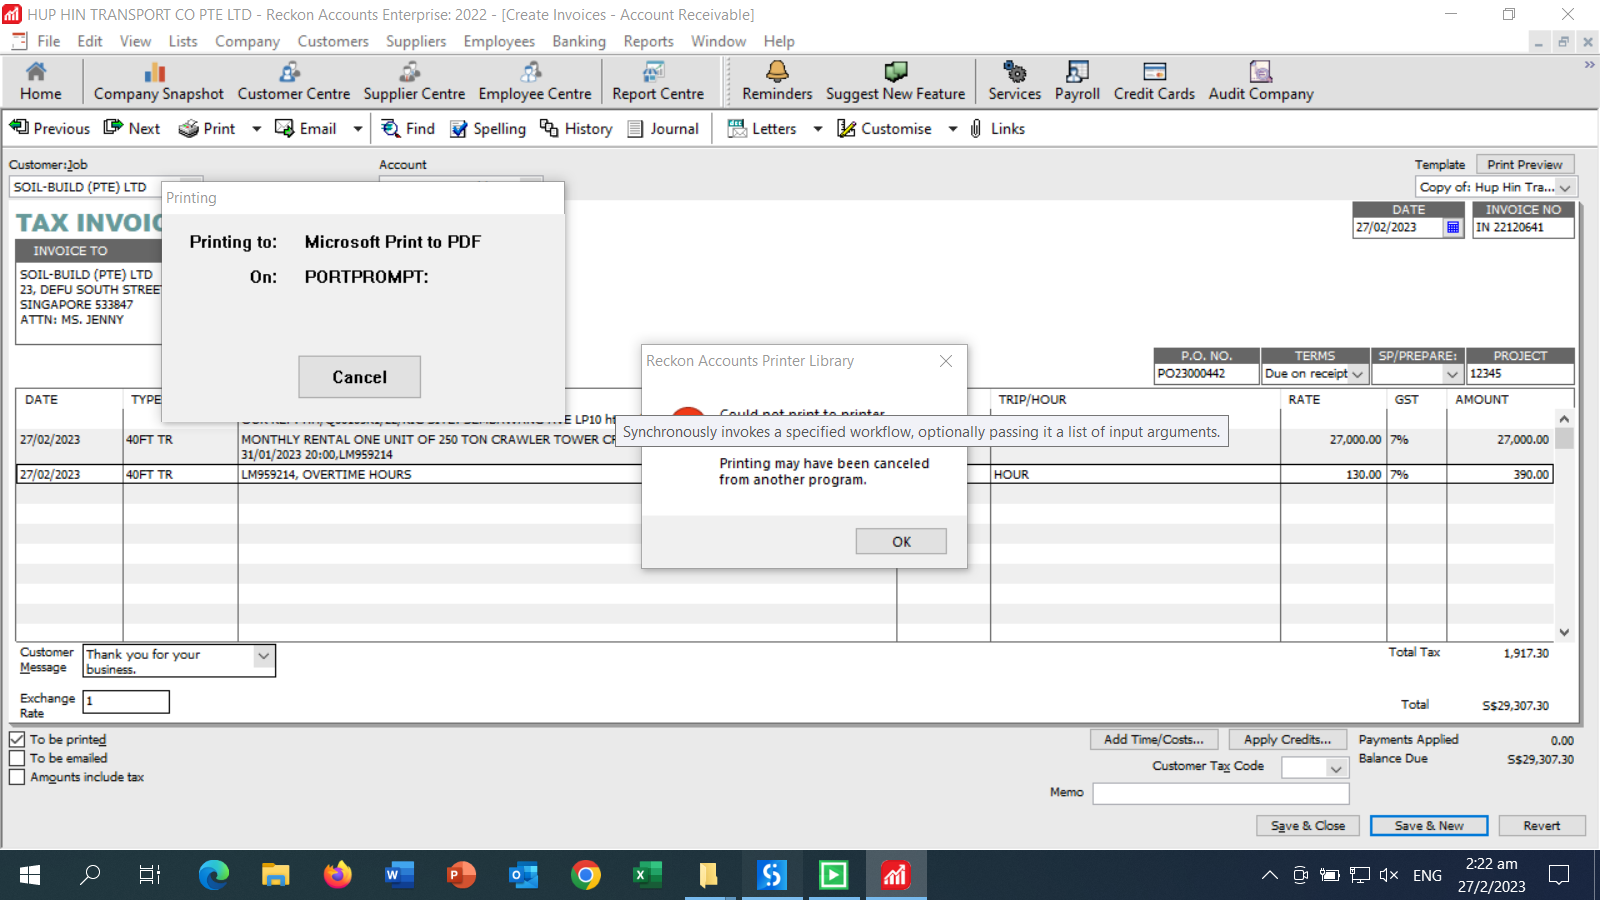 HUP HIN TRANSPORT CO PTE LTD - Reckon Accounts Enterprise: 2022 - [Create Invoices - Account Receivable]
File Edit View Lists Company Customers Suppliers Employees Banking Reports Window Help
Home Company Snapshot Customer Centre Supplier Centre Employee Centre Report Centre Reminders Suggest New Feature Services Payroll Credit Cards Audit Company
Previous Next Print Email Find Spelling History Journal Letters Customise Links
Customer:Job Account Template Print Preview
SOIL-BUILD (PTE) LTD Copy of: Hup Hin Tra...
Printing
Printing to: Microsoft Print to PDF
On: PORTPROMPT:
Cancel
TAX INVOIC
DATE INVOICE NO
27/02/2023 IN 22120641
INVOICE TO
SOIL-BUILD (PTE) LTD
23, DEFU SOUTH STREET
SINGAPORE 533847
ATTN: MS. JENNY
P.O. NO. TERMS SP/PREPARE: PROJECT
PO23000442 Due on receipt 12345
Reckon Accounts Printer Library
Could not print to printer
Synchronously invokes a specified workflow, optionally passing it a list of input arguments.
Printing may have been canceled
from another program.
OK
DATE TYPE TRIP/HOUR RATE GST AMOUNT
27/02/2023 40FT TR MONTHLY RENTAL ONE UNIT OF 250 TON CRAWLER TOWER 27,000.00 7% 27,000.00
31/01/2023 20:00,LM959214
27/02/2023 40FT TR LM959214, OVERTIME HOURS HOUR 130.00 7% 390.00
Customer Message Thank you for your business.
Total Tax 1,917.30
Exchange Rate 1
Total S$29,307.30
To be printed
To be emailed
Amounts include tax
Add Time/Costs... Apply Credits... Payments Applied 0.00
Customer Tax Code Balance Due S$29,307.30
Memo
Save & Close Save & New Revert
ENG 2:22 am
27/2/2023